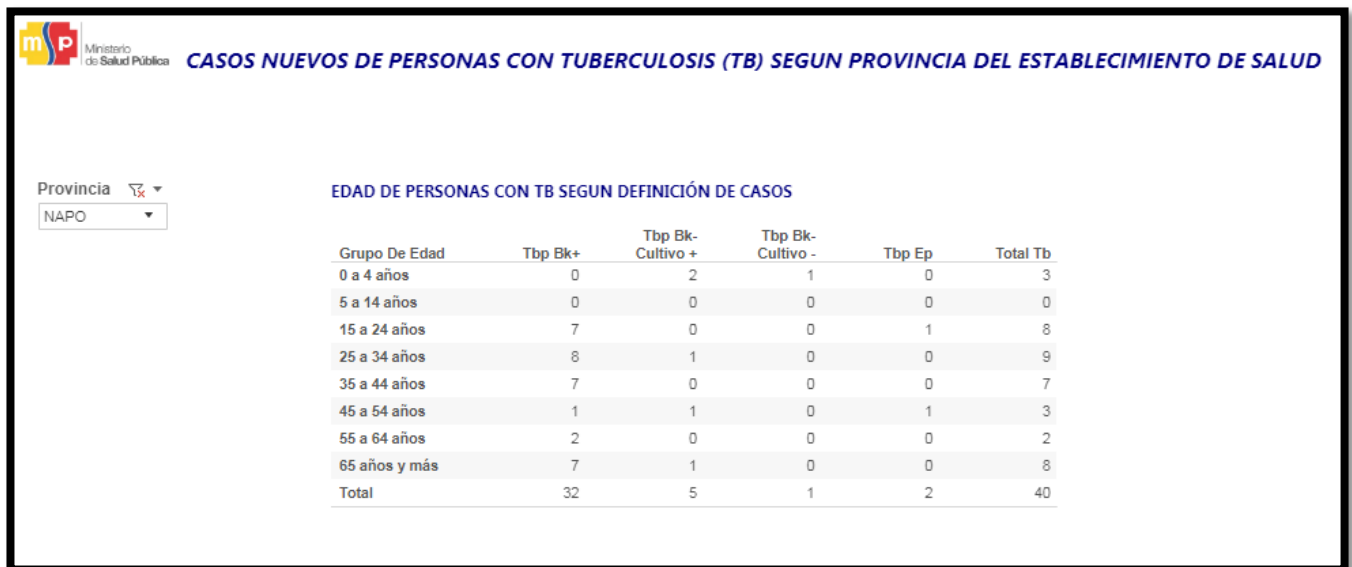 msp
Ministerio
de Salud Pública
CASOS NUEVOS DE PERSONAS CON TUBERCULOSIS (TB) SEGUN PROVINCIA DEL ESTABLECIMIENTO DE SALUD
Provincia
NAPO
EDAD DE PERSONAS CON TB SEGUN DEFINICIÓN DE CASOS
Grupo De Edad Tbp Bk+ Tbp Bk- Cultivo + Tbp Bk- Cultivo - Tbp Ep Total Tb
0 a 4 años 0 2 1 0 3
5 a 14 años 0 0 0 0 0
15 a 24 años 7 0 0 1 8
25 a 34 años 8 1 0 0 9
35 a 44 años 7 0 0 0 7
45 a 54 años 1 1 0 1 3
55 a 64 años 2 0 0 0 2
65 años y más 7 1 0 0 8
Total 32 5 1 2 40